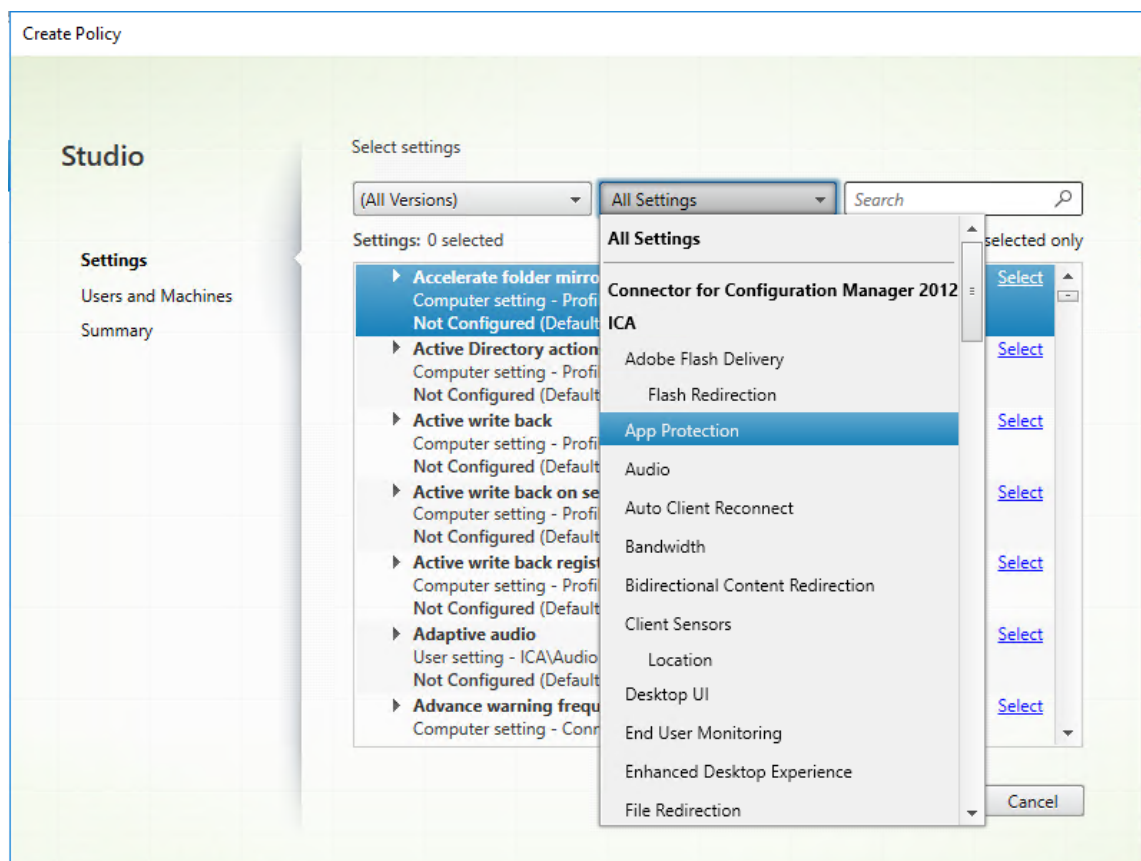 Create Policy
Studio
Settings
Users and Machines
Summary
Select settings
(All Versions)
All Settings
Search
Settings: 0 selected
selected only
Accelerate folder mirro
Computer setting - Profi
Not Configured (Default
Select
Active Directory action
Computer setting - Profi
Not Configured (Default
Select
Active write back
Computer setting - Profi
Not Configured (Default
Select
Active write back on se
Computer setting - Profi
Not Configured (Default
Select
Active write back regist
Computer setting - Profi
Not Configured (Default
Select
Adaptive audio
User setting - ICA\Audio
Not Configured (Default
Select
Advance warning frequ
Computer setting - Conr
Select
All Settings
Connector for Configuration Manager 2012
ICA
Adobe Flash Delivery
Flash Redirection
App Protection
Audio
Auto Client Reconnect
Bandwidth
Bidirectional Content Redirection
Client Sensors
Location
Desktop UI
End User Monitoring
Enhanced Desktop Experience
File Redirection
Cancel